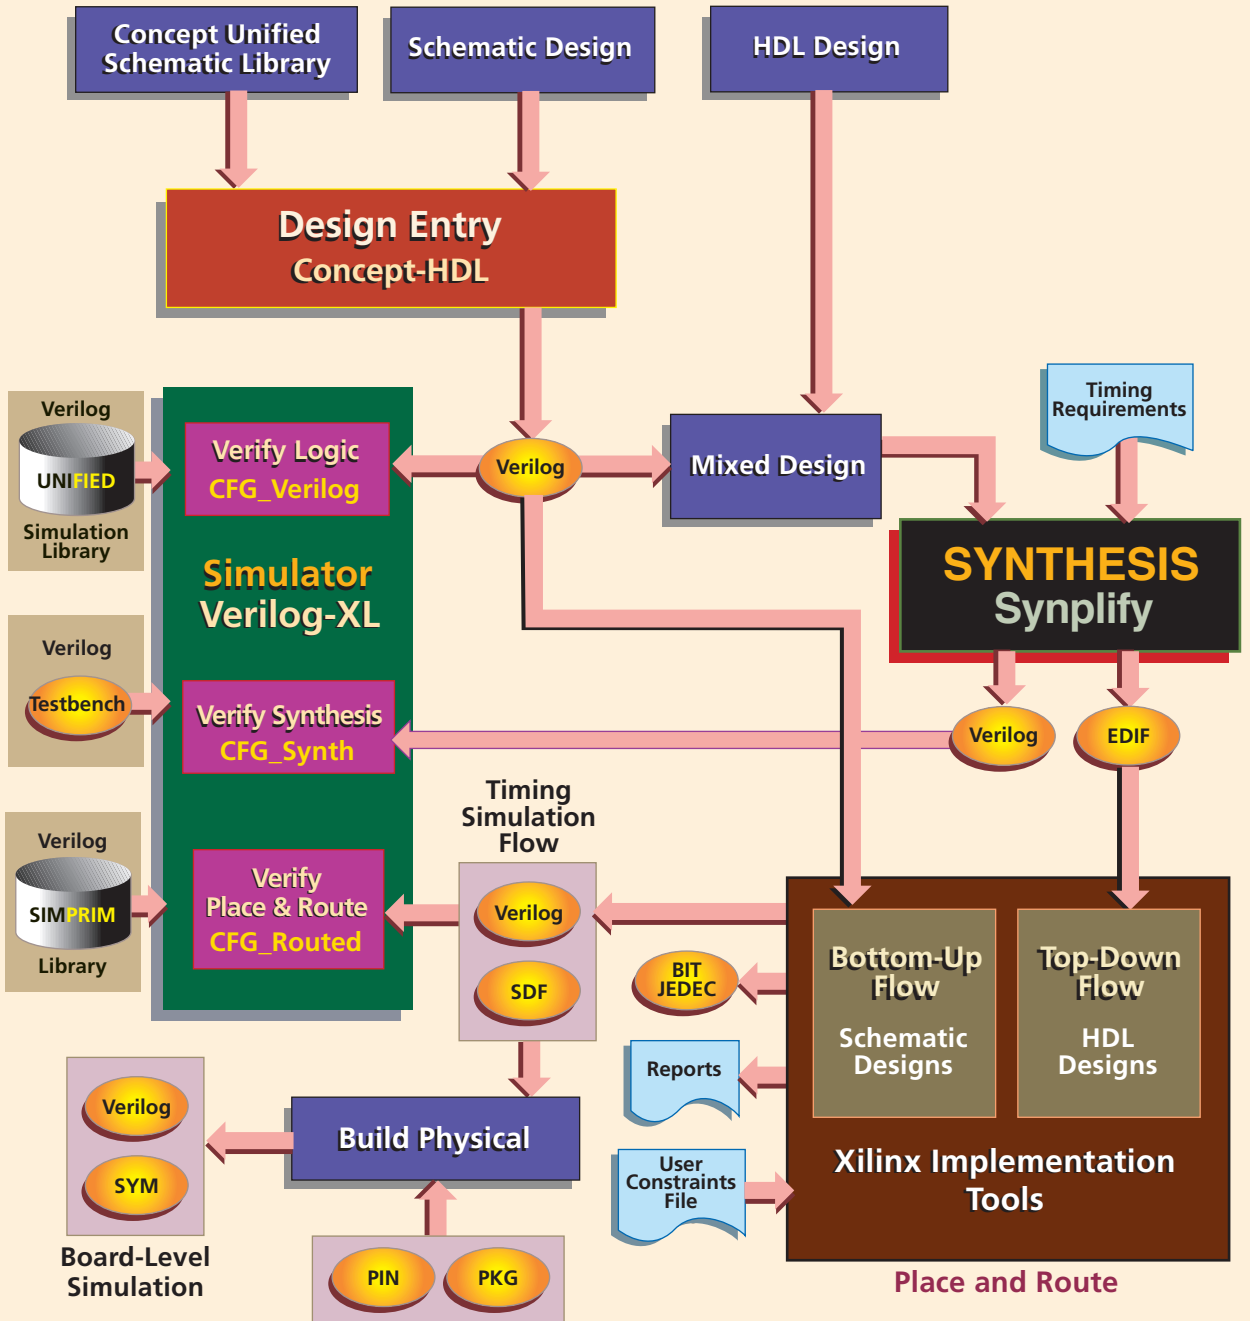 Concept Unified
Schematic Library
Schematic Design
HDL Design
Design Entry
Concept-HDL
Timing
Requirements
Verilog
UNIFIED
Simulation
Library
Verify Logic
CFG_Verilog
Verilog
Mixed Design
SYNTHESIS
Synplify
Simulator
Verilog-XL
Verilog
Testbench
Verify Synthesis
CFG_Synth
Verilog
EDIF
Timing
Simulation
Flow
Verilog
SIMPRIM
Library
Verify
Place & Route
CFG_Routed
Verilog
SDF
BIT
JEDEC
Reports
User
Constraints
File
Bottom-Up
Flow
Schematic
Designs
Top-Down
Flow
HDL
Designs
Xilinx Implementation
Tools
Place and Route
Verilog
SYM
Board-Level
Simulation
Build Physical
PIN
PKG